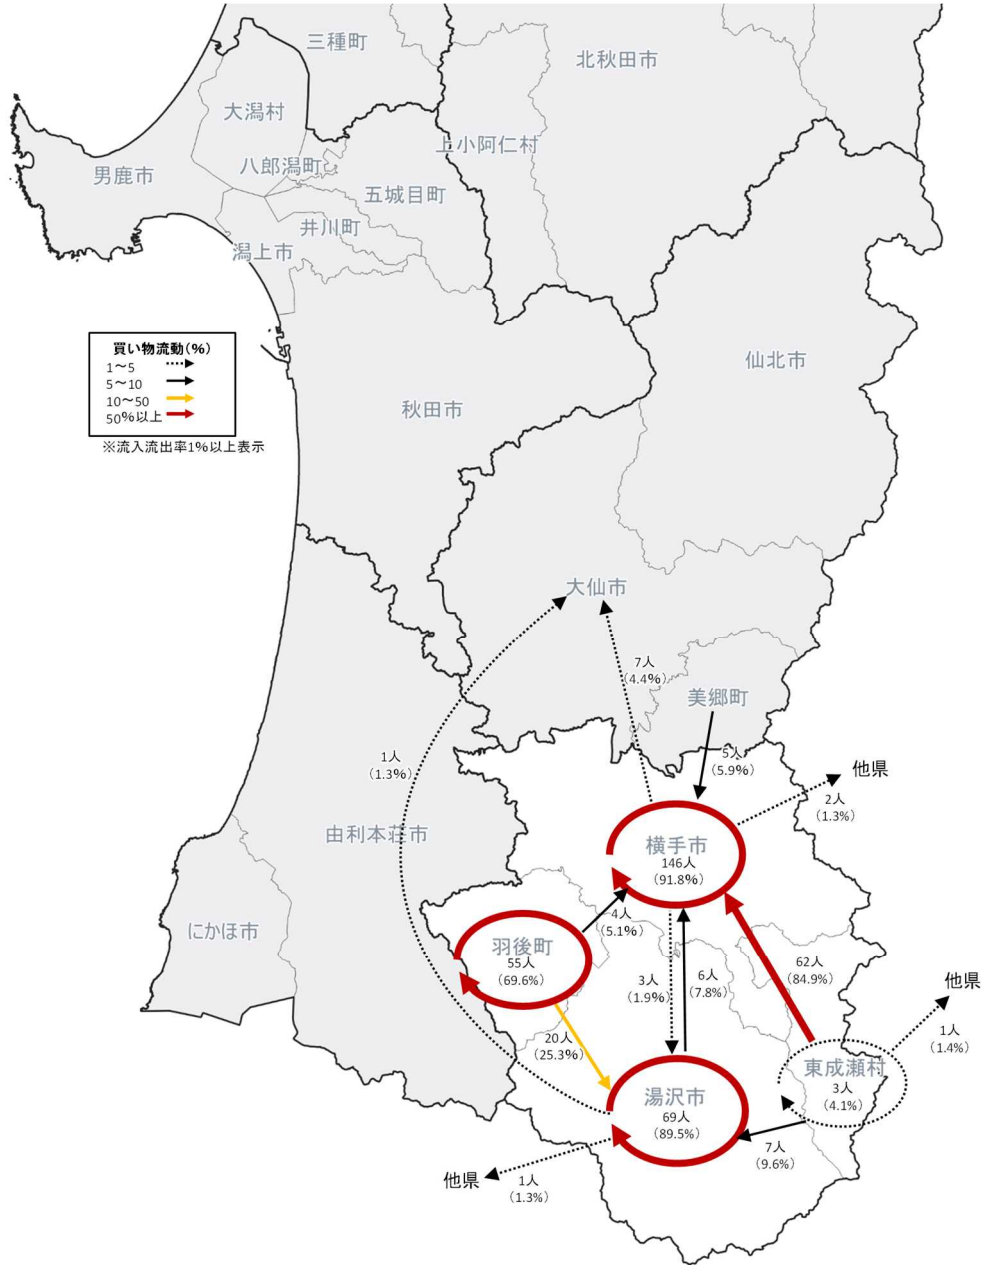 三種町
北秋田市
大潟村
上小阿仁村
八郎潟町
男鹿市
五城目町
井川町
潟上市
買い物流動(%)
1～5
5～10
10～50
50%以上
※流入流出率1%以上表示
仙北市
秋田市
大仙市
7人
(4.4%)
美郷町
5人
(5.9%)
1人
(1.3%)
他県
2人
(1.3%)
由利本荘市
横手市
146人
(91.8%)
にかほ市
4人
(5.1%)
羽後町
55人
(69.6%)
62人
(84.9%)
3人
(1.9%)
6人
(7.8%)
他県
1人
(1.4%)
20人
(25.3%)
東成瀬村
3人
(4.1%)
湯沢市
69人
(89.5%)
7人
(9.6%)
他県
1人
(1.3%)